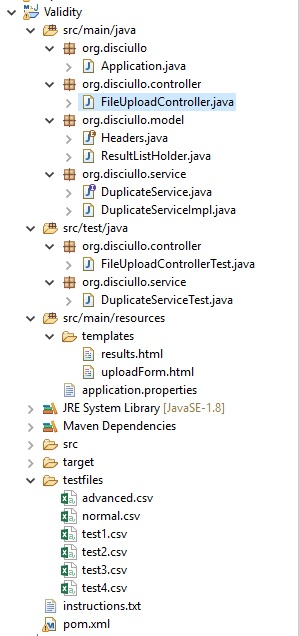 Validity
src/main/java
org.disciullo
Application.java
org.disciullo.controller
FileUploadController.java
org.disciullo.model
Headers.java
ResultListHolder.java
org.disciullo.service
DuplicateService.java
DuplicateServiceImpl.java
src/test/java
org.disciullo.controller
FileUploadControllerTest.java
org.disciullo.service
DuplicateServiceTest.java
src/main/resources
templates
results.html
uploadForm.html
application.properties
JRE System Library [JavaSE-1.8]
Maven Dependencies
src
target
testfiles
advanced.csv
normal.csv
test1.csv
test2.csv
test3.csv
test4.csv
instructions.txt
pom.xml